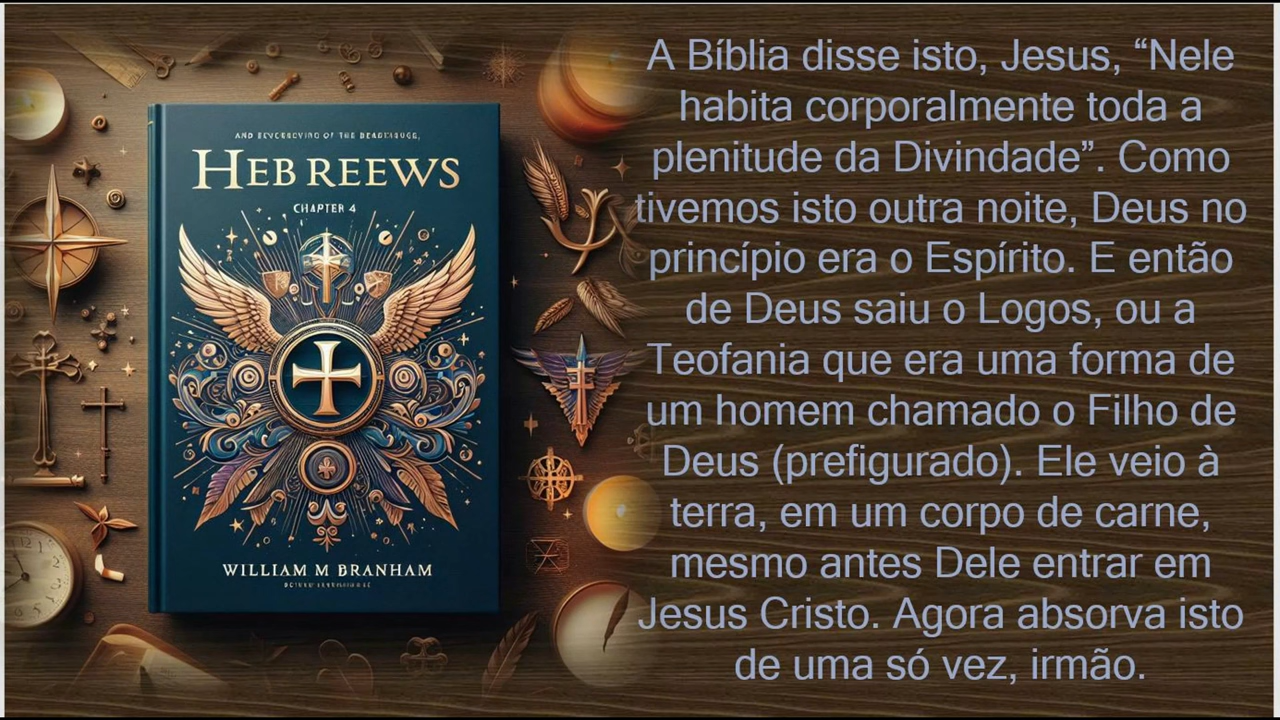 HEBREEWS
CHAPTER 4
WILLIAM M BRANHAM
A Bíblia disse isto, Jesus, “Nele
habita corporalmente toda a
plenitude da Divindade”. Como
tivemos isto outra noite, Deus no
princípio era o Espírito. E então
de Deus saiu o Logos, ou a
Teofania que era uma forma de
um homem chamado o Filho de
Deus (prefigurado). Ele veio à
terra, em um corpo de carne,
mesmo antes Dele entrar em
Jesus Cristo. Agora absorva isto
de uma só vez, irmão.